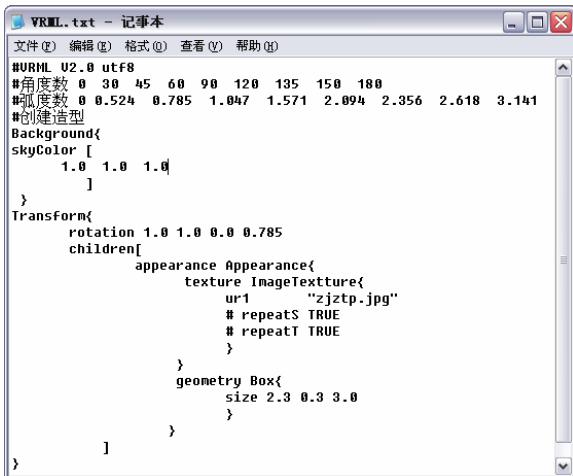 VRML.txt - 记事本
文件(F) 编辑(E) 格式(O) 查看(V) 帮助(H)
#VRML V2.0 utf8
#角度数 0 30 45 60 90 120 135 150 180
#弧度数 0 0.524 0.785 1.047 1.571 2.094 2.356 2.618 3.141
#创建造型
Background{
skyColor [
1.0 1.0 1.0
]
}
Transform{
rotation 1.0 1.0 0.0 0.785
children[
appearance Appearance{
texture ImageTextture{
ur1 "zjztp.jpg"
# repeatS TRUE
# repeatT TRUE
}
}
geometry Box{
size 2.3 0.3 3.0
}
}
]
}